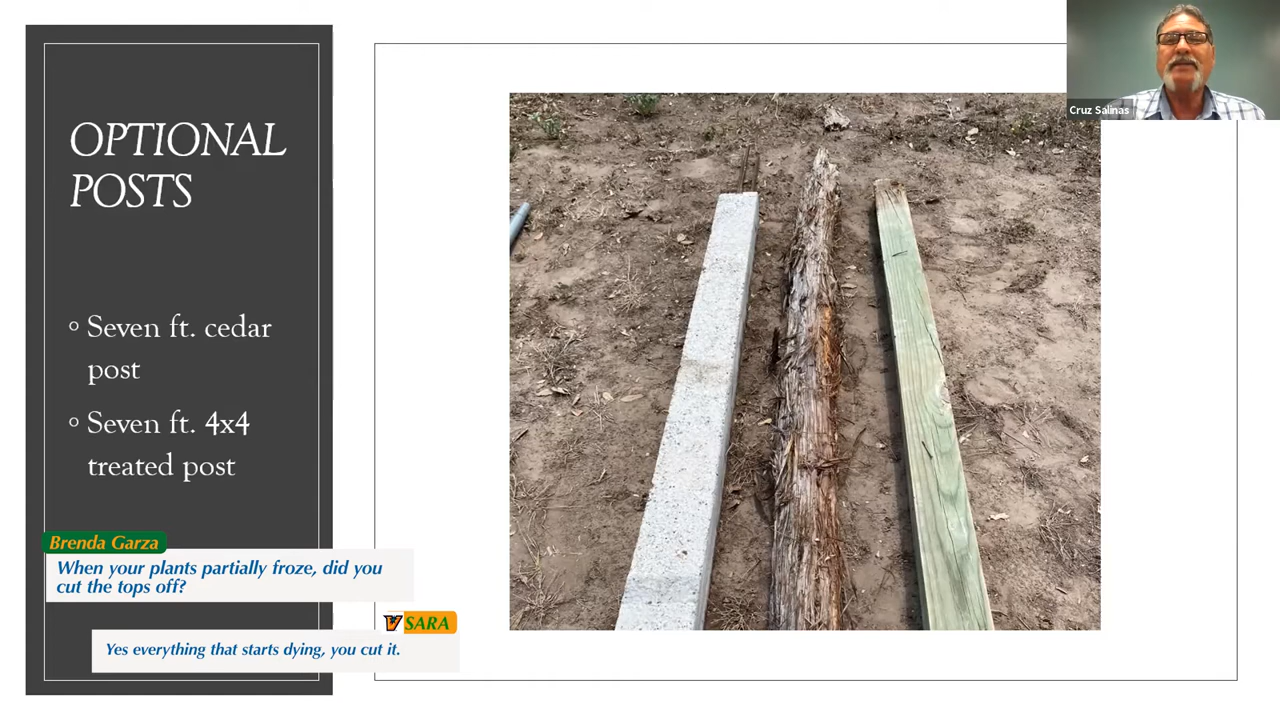 OPTIONAL
POSTS
Seven ft. cedar
post
Seven ft. 4x4
treated post
Brenda Garza
When your plants partially froze, did you
cut the tops off?
SARA
Yes everything that starts dying, you cut it.
Cruz Salinas